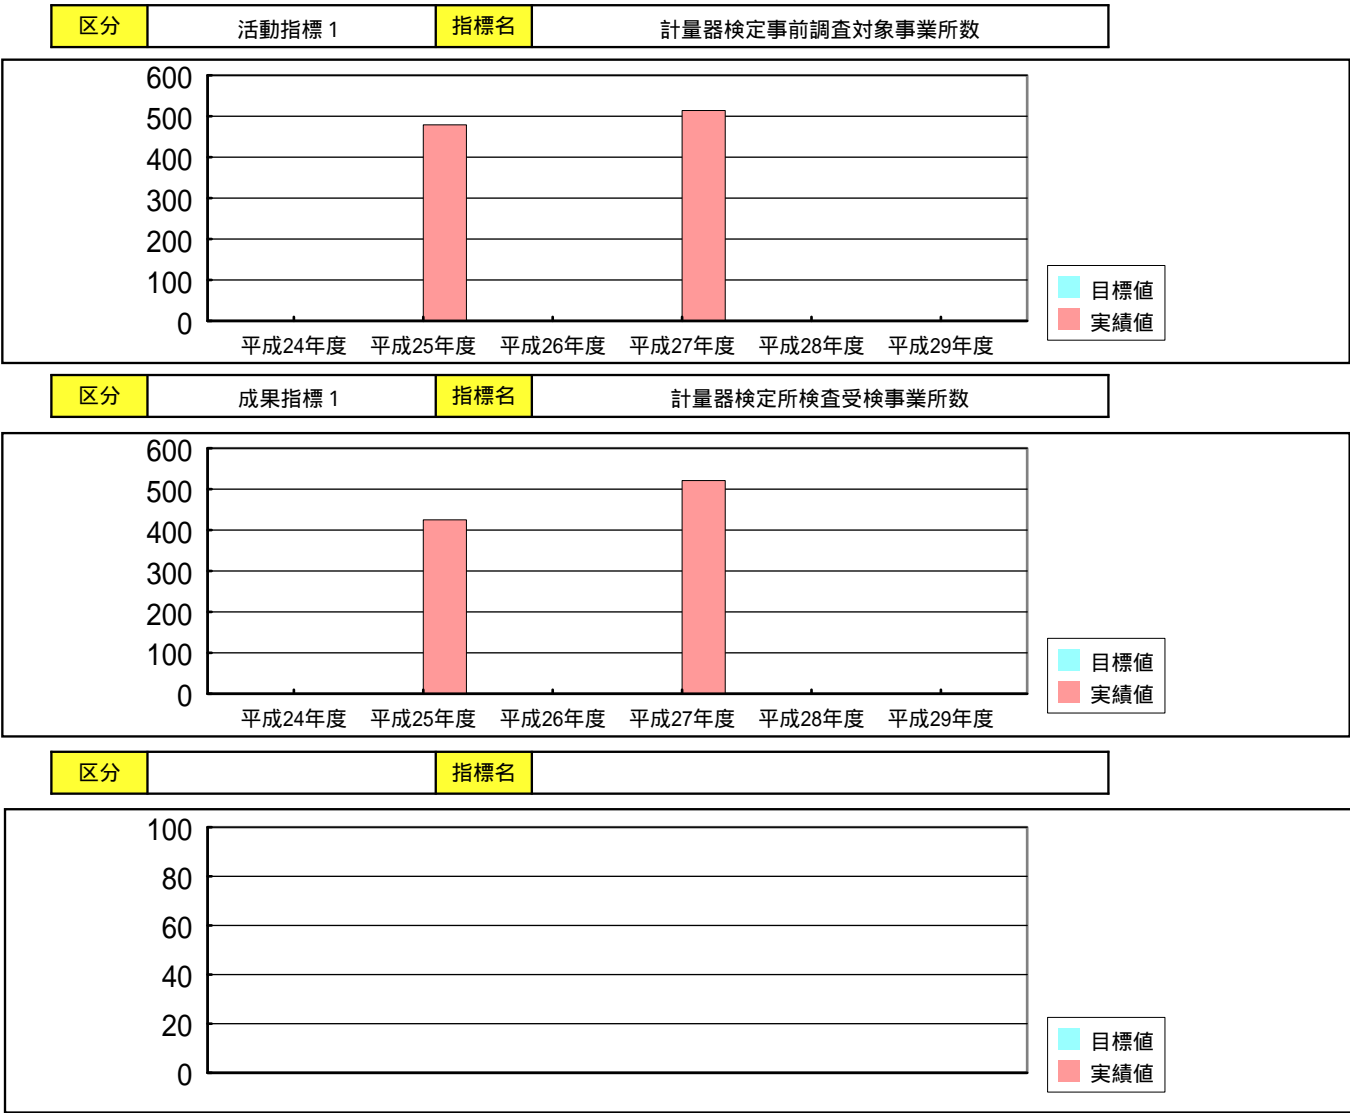 区分 活動指標1 指標名 計量器検定事前調査対象事業所数
600
500
400
300
200
100
0
平成24年度 平成25年度 平成26年度 平成27年度 平成28年度 平成29年度
目標値
実績値
区分 成果指標1 指標名 計量器検定所検査受検事業所数
600
500
400
300
200
100
0
平成24年度 平成25年度 平成26年度 平成27年度 平成28年度 平成29年度
目標値
実績値
区分 指標名
100
80
60
40
20
0
目標値
実績値